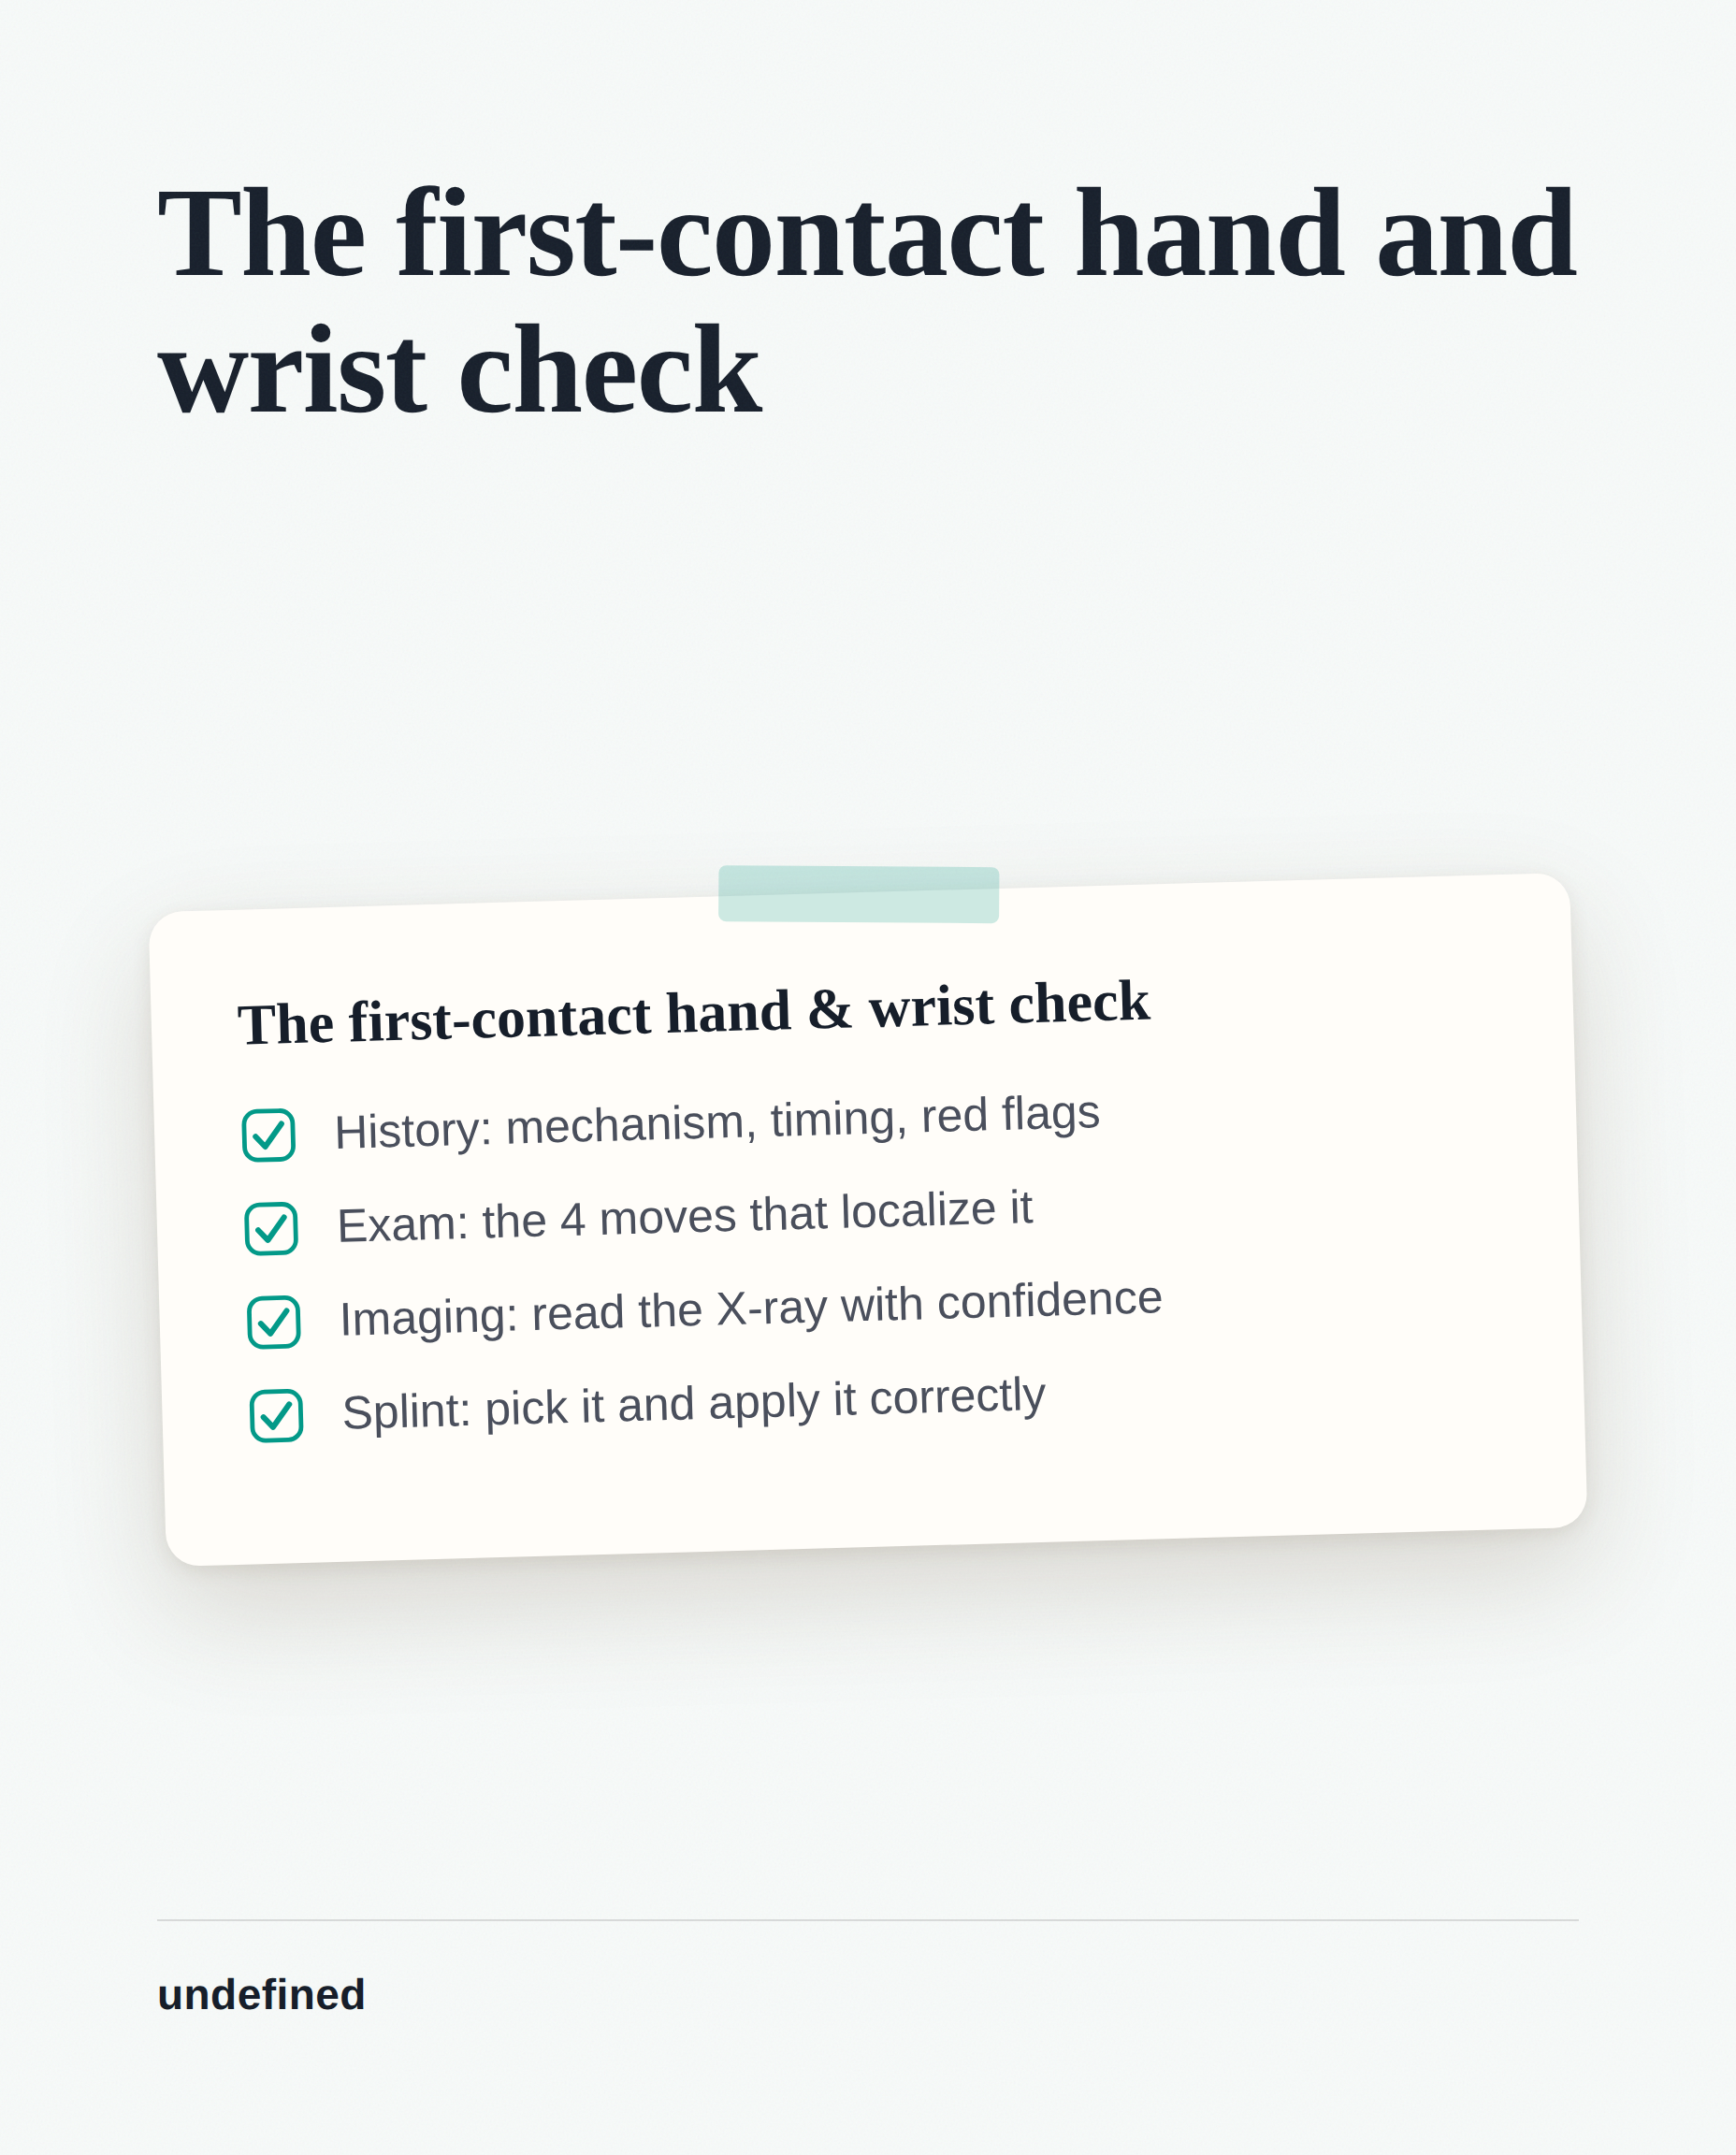 The first-contact hand and
wrist check
The first-contact hand & wrist check
History: mechanism, timing, red flags
Exam: the 4 moves that localize it
Imaging: read the X-ray with confidence
Splint: pick it and apply it correctly
undefined